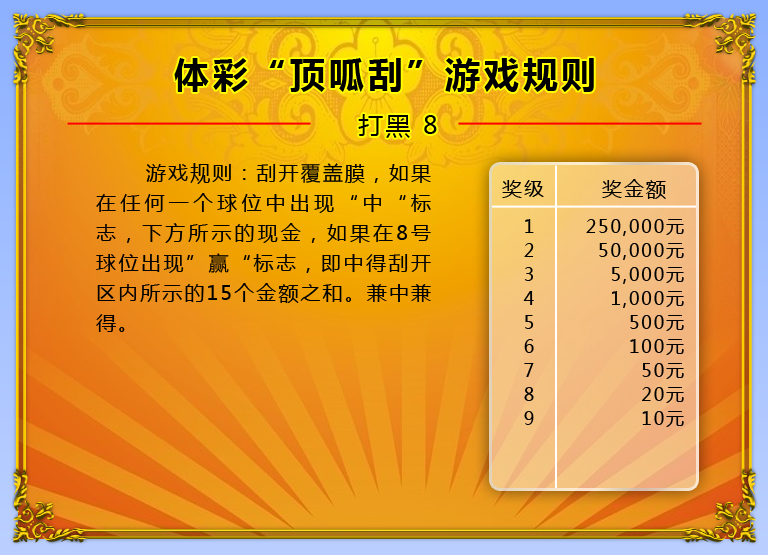 体彩“顶呱刮”游戏规则
打黑 8
游戏规则：刮开覆盖膜，如果
在任何一个球位中出现“中“标
志，下方所示的现金，如果在8号
球位出现”赢“标志，即中得刮开
区内所示的15个金额之和。兼中兼
得。
奖级 奖金额
1 250,000元
2 50,000元
3 5,000元
4 1,000元
5 500元
6 100元
7 50元
8 20元
9 10元